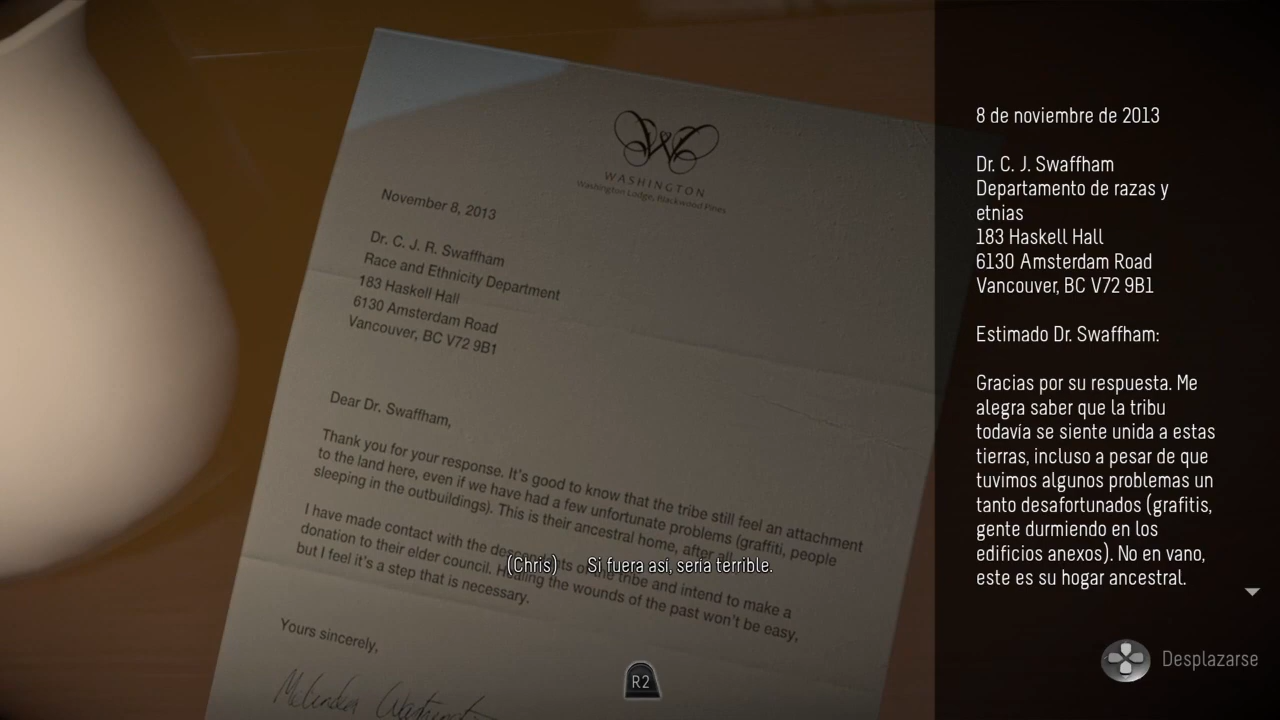 WASHINGTON
Washington Lodge, Blackwood Pines
November 8, 2013
Dr. C. J. R. Swaffham
Race and Ethnicity Department
183 Haskell Hall
6130 Amsterdam Road
Vancouver, BC V72 9B1
Dear Dr. Swaffham,
Thank you for your response. It's good to know that the tribe still feel an attachment
to the land here, even if we have had a few unfortunate problems (graffiti, people
sleeping in the outbuildings). This is their ancestral home, after all.
I have made contact with the descendants of the tribe and intend to make a
donation to their elder council. Healing the wounds of the past won't be easy,
but I feel it's a step that is necessary.
Yours sincerely,
Melinda Washington
(Chris) Si fuera así, sería terrible.
R2
8 de noviembre de 2013
Dr. C. J. Swaffham
Departamento de razas y
etnias
183 Haskell Hall
6130 Amsterdam Road
Vancouver, BC V72 9B1
Estimado Dr. Swaffham:
Gracias por su respuesta. Me
alegra saber que la tribu
todavía se siente unida a estas
tierras, incluso a pesar de que
tuvimos algunos problemas un
tanto desafortunados (grafitis,
gente durmiendo en los
edificios anexos). No en vano,
este es su hogar ancestral.
Desplazarse